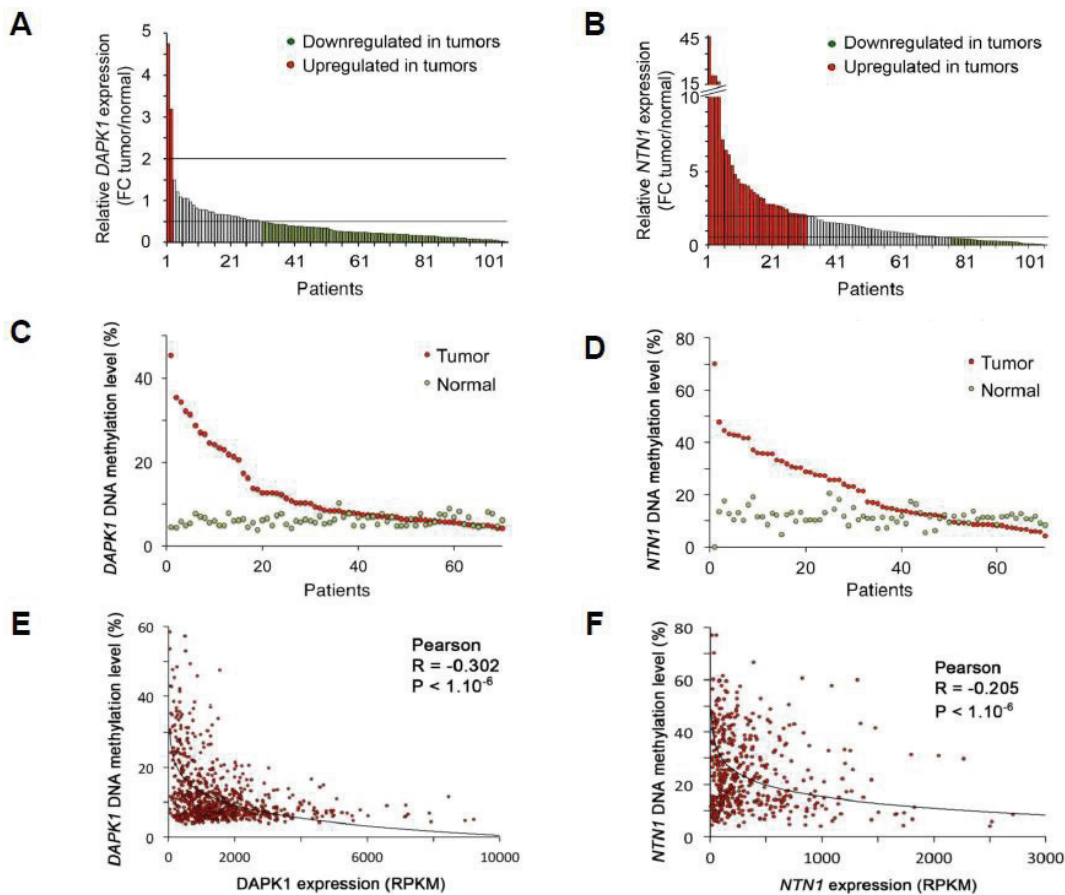 A
Relative DAPK1 expression
(FC tumor/normal)
5
4
3
2
1
0
Downregulated in tumors
Upregulated in tumors
1 21 41 61 81 101
Patients
B
Relative NTN1 expression
(FC tumor/normal)
45
15
10
5
0
Downregulated in tumors
Upregulated in tumors
1 21 41 61 81 101
Patients
C
DAPK1 DNA methylation level (%)
40
20
0
Tumor
Normal
0 20 40 60
Patients
D
NTN1 DNA methylation level (%)
80
60
40
20
0
Tumor
Normal
0 20 40 60
Patients
E
DAPK1 DNA methylation level (%)
60
50
40
30
20
10
0
Pearson
R = -0.302
P < 1.10-6
0 2000 4000 6000 8000 10000
DAPK1 expression (RPKM)
F
NTN1 DNA methylation level (%)
80
60
40
20
0
Pearson
R = -0.205
P < 1.10-6
0 1000 2000 3000
NTN1 expression (RPKM)